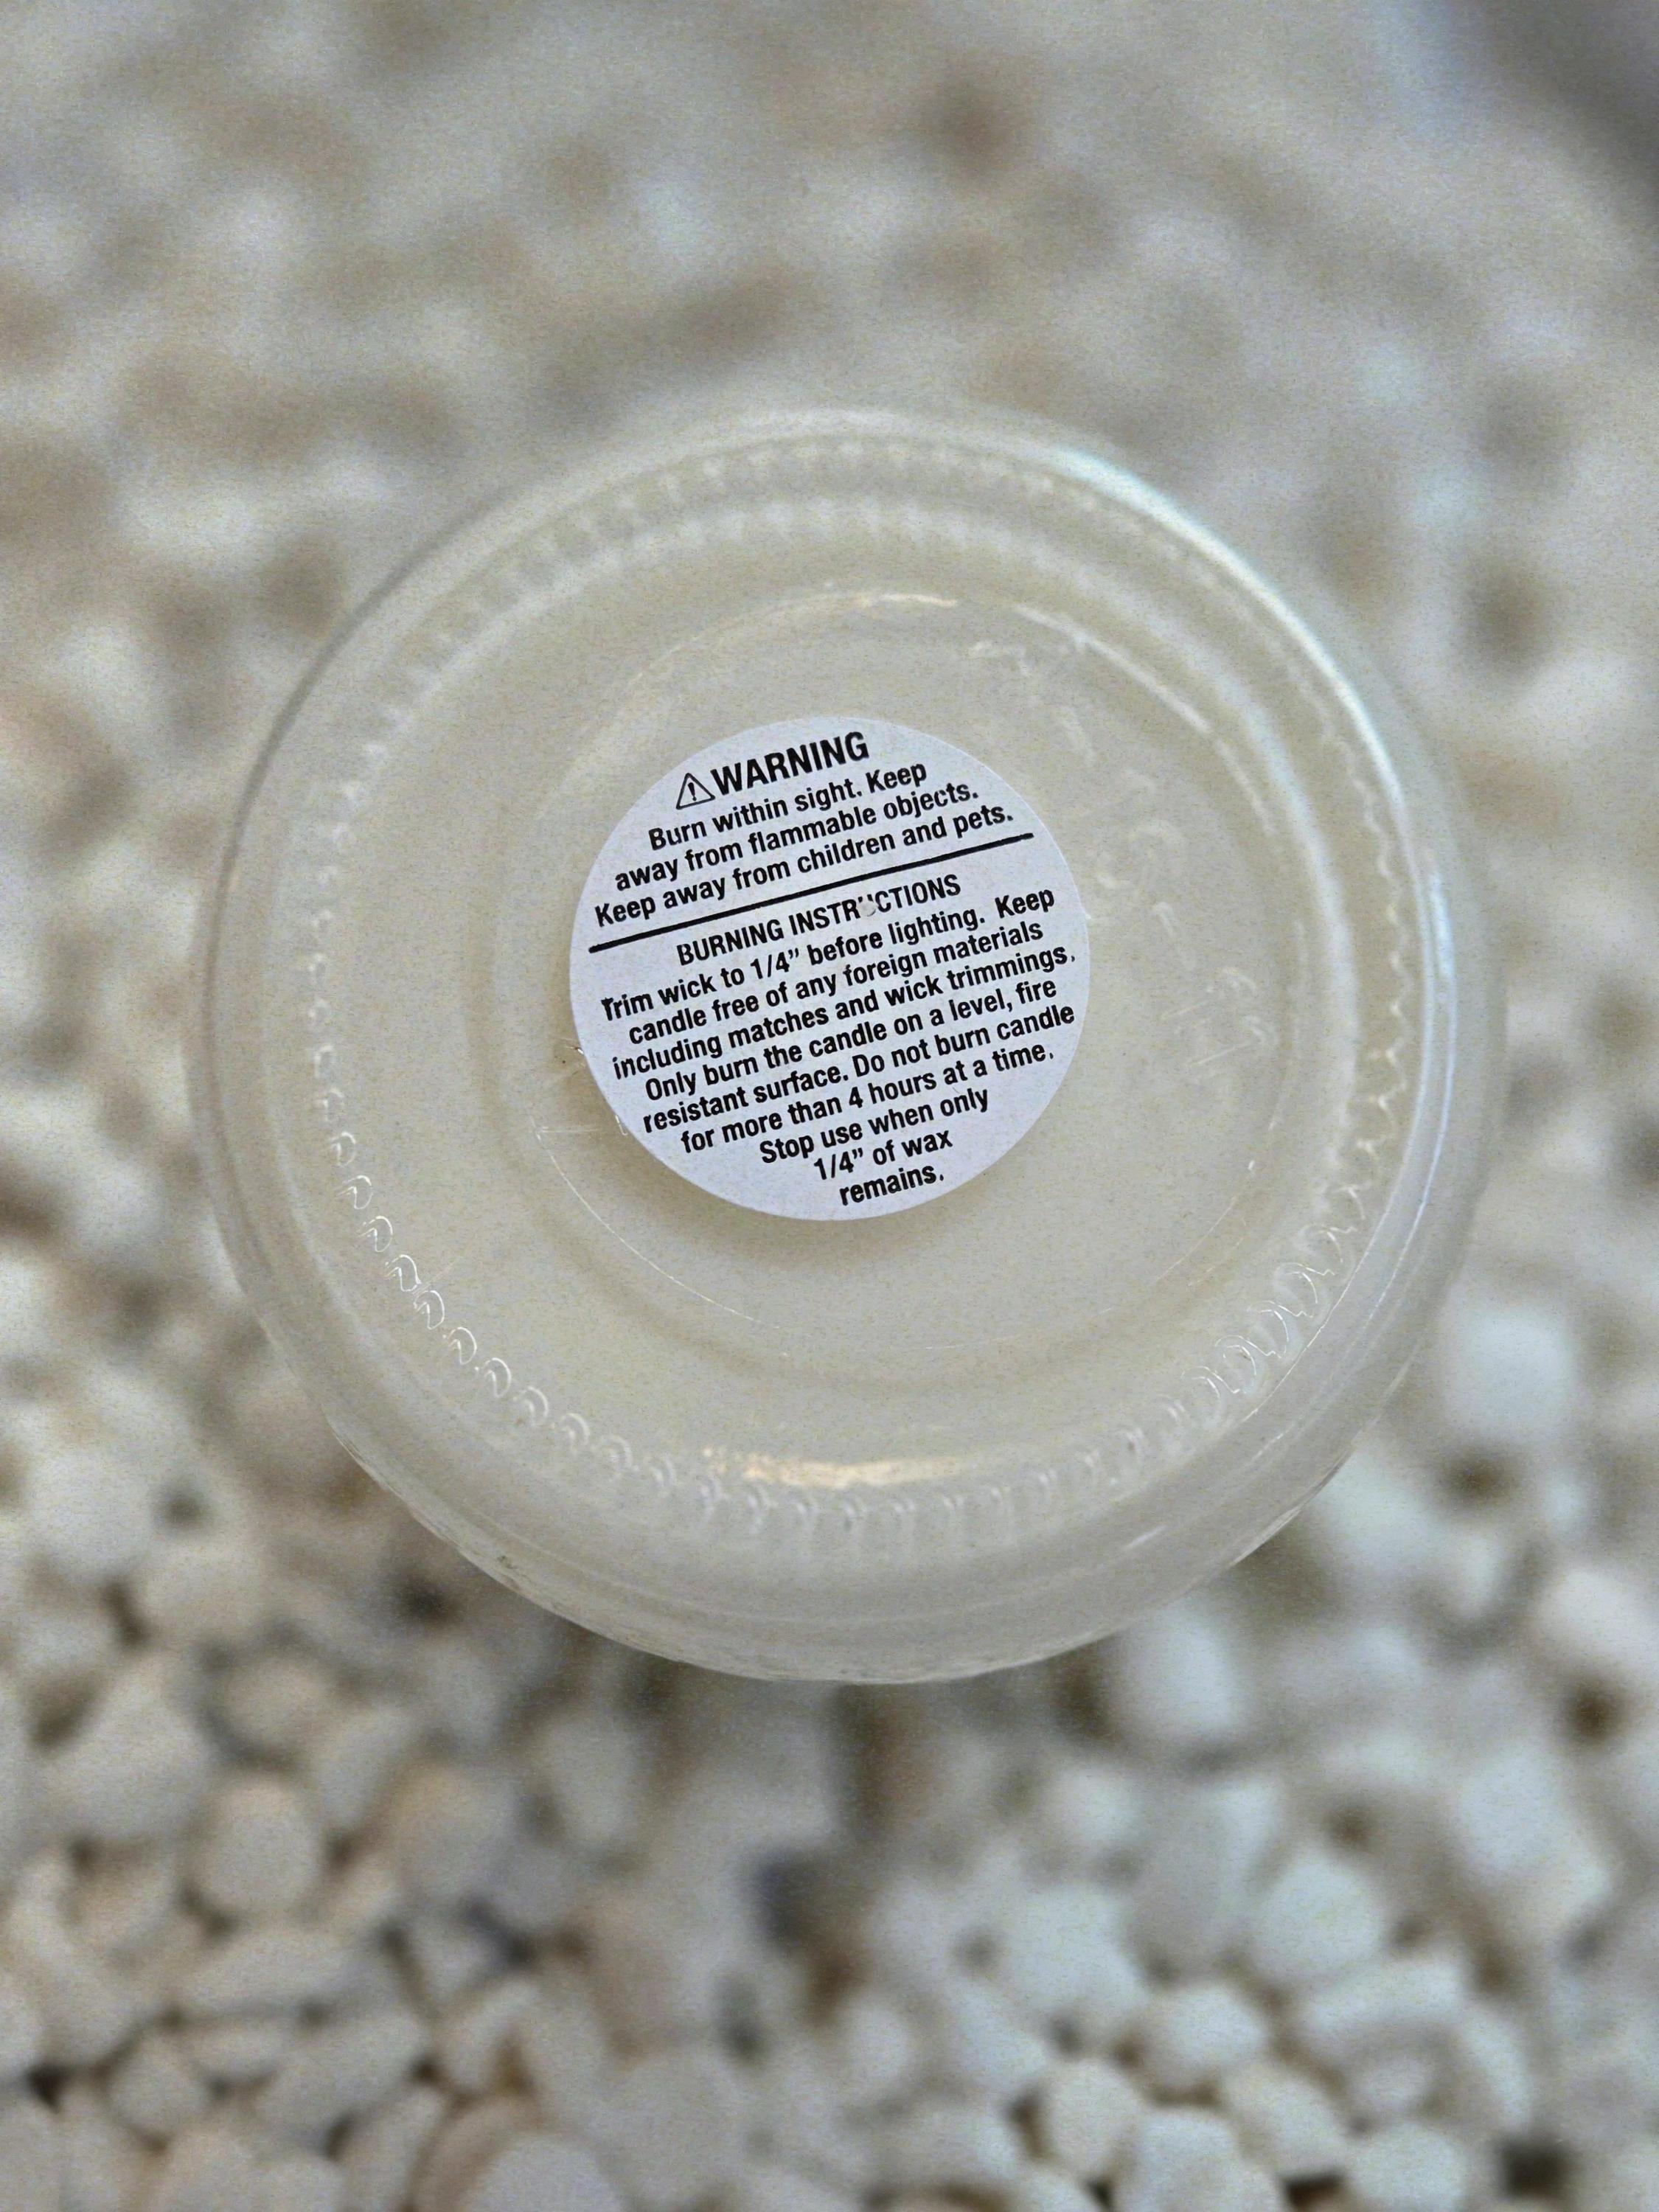 ⚠WARNING
Burn within sight. Keep
away from flammable objects.
Keep away from children and pets.
BURNING INSTRUCTIONS
Trim wick to 1/4” before lighting. Keep
candle free of any foreign materials
including matches and wick trimmings.
Only burn the candle on a level, fire
resistant surface. Do not burn candle
for more than 4 hours at a time.
Stop use when only
1/4” of wax
remains.